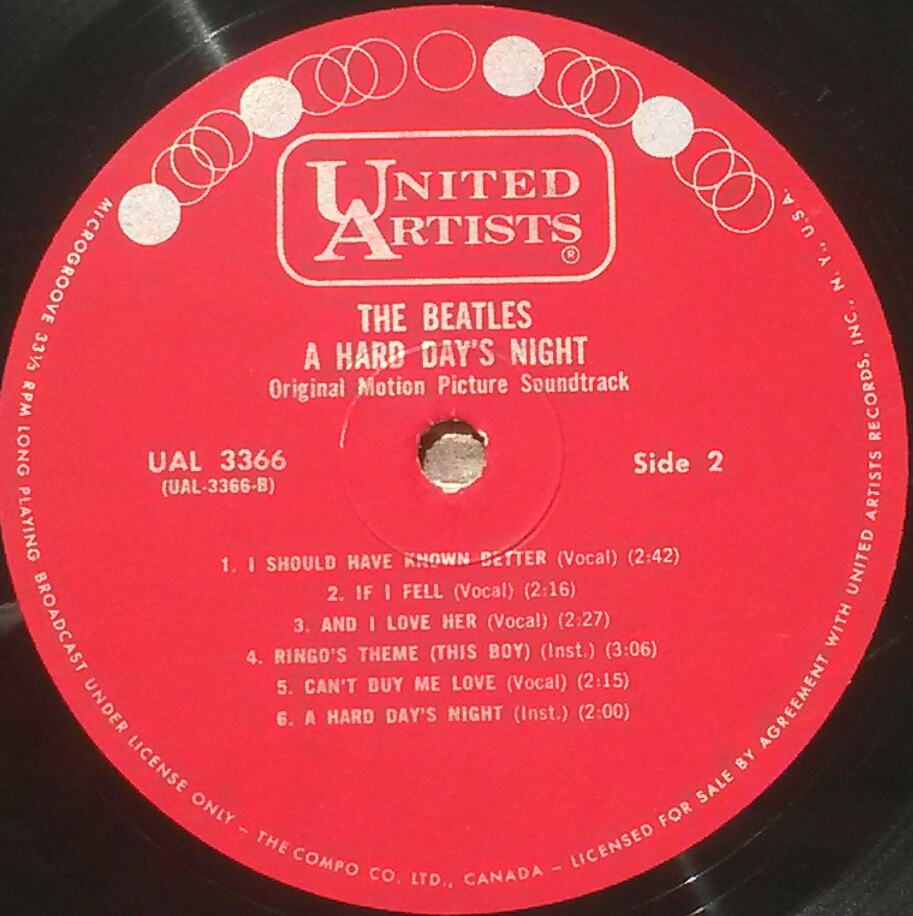 UNITED
ARTISTS
®
THE BEATLES
A HARD DAY'S NIGHT
Original Motion Picture Soundtrack
UAL 3366
(UAL-3366-B)
Side 2
1. I SHOULD HAVE KNOWN BETTER (Vocal) (2:42)
2. IF I FELL (Vocal) (2:16)
3. AND I LOVE HER (Vocal) (2:27)
4. RINGO'S THEME (THIS BOY) (Inst.) (3:06)
5. CAN'T BUY ME LOVE (Vocal) (2:15)
6. A HARD DAY'S NIGHT (Inst.) (2:00)
MICROGROOVE 33⅓ RPM LONG PLAYING BROADCAST UNDER LICENSE ONLY – THE COMPO CO. LTD., CANADA – LICENSED FOR SALE BY AGREEMENT WITH UNITED ARTISTS RECORDS, INC., N. Y., U.S.A.